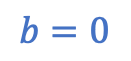 b = 0